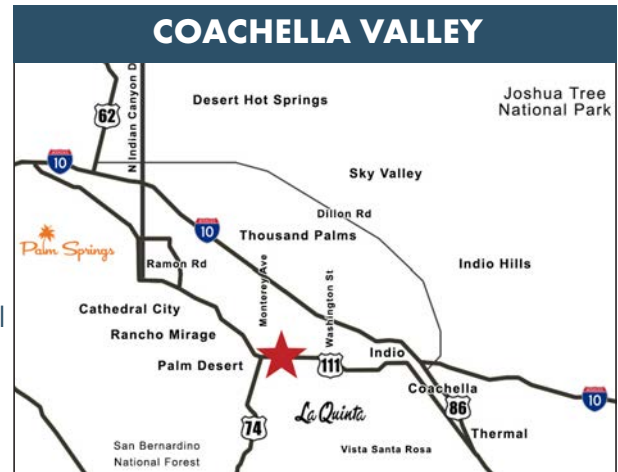 COACHELLA VALLEY
N Indian Canyon D
Desert Hot Springs
Joshua Tree
National Park
62
10
Sky Valley
Dillon Rd
10
Thousand Palms
Palm Springs
Ramon Rd
Indio Hills
Monterey Ave
Washington St
Cathedral City
Rancho Mirage
Palm Desert
111
Indio
Coachella
10
La Quinta
86
74
Thermal
San Bernardino
National Forest
Vista Santa Rosa